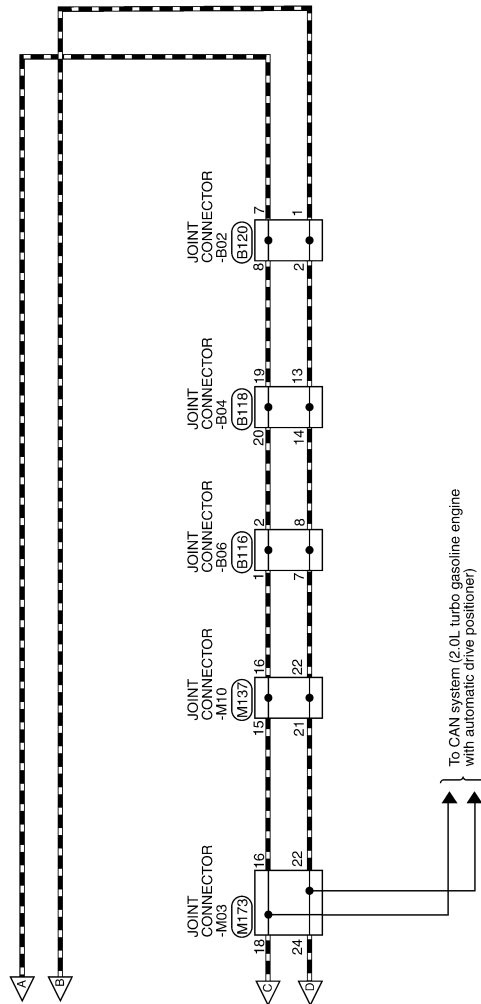 A
B
JOINT
CONNECTOR
-B02
B120
8
7
2
1
JOINT
CONNECTOR
-B04
B118
20
19
14
13
JOINT
CONNECTOR
-B06
B116
1
2
7
8
JOINT
CONNECTOR
-M10
M137
15
16
21
22
JOINT
CONNECTOR
-M03
M173
18
16
24
22
C
D
To CAN system (2.0L turbo gasoline engine
with automatic drive positioner)